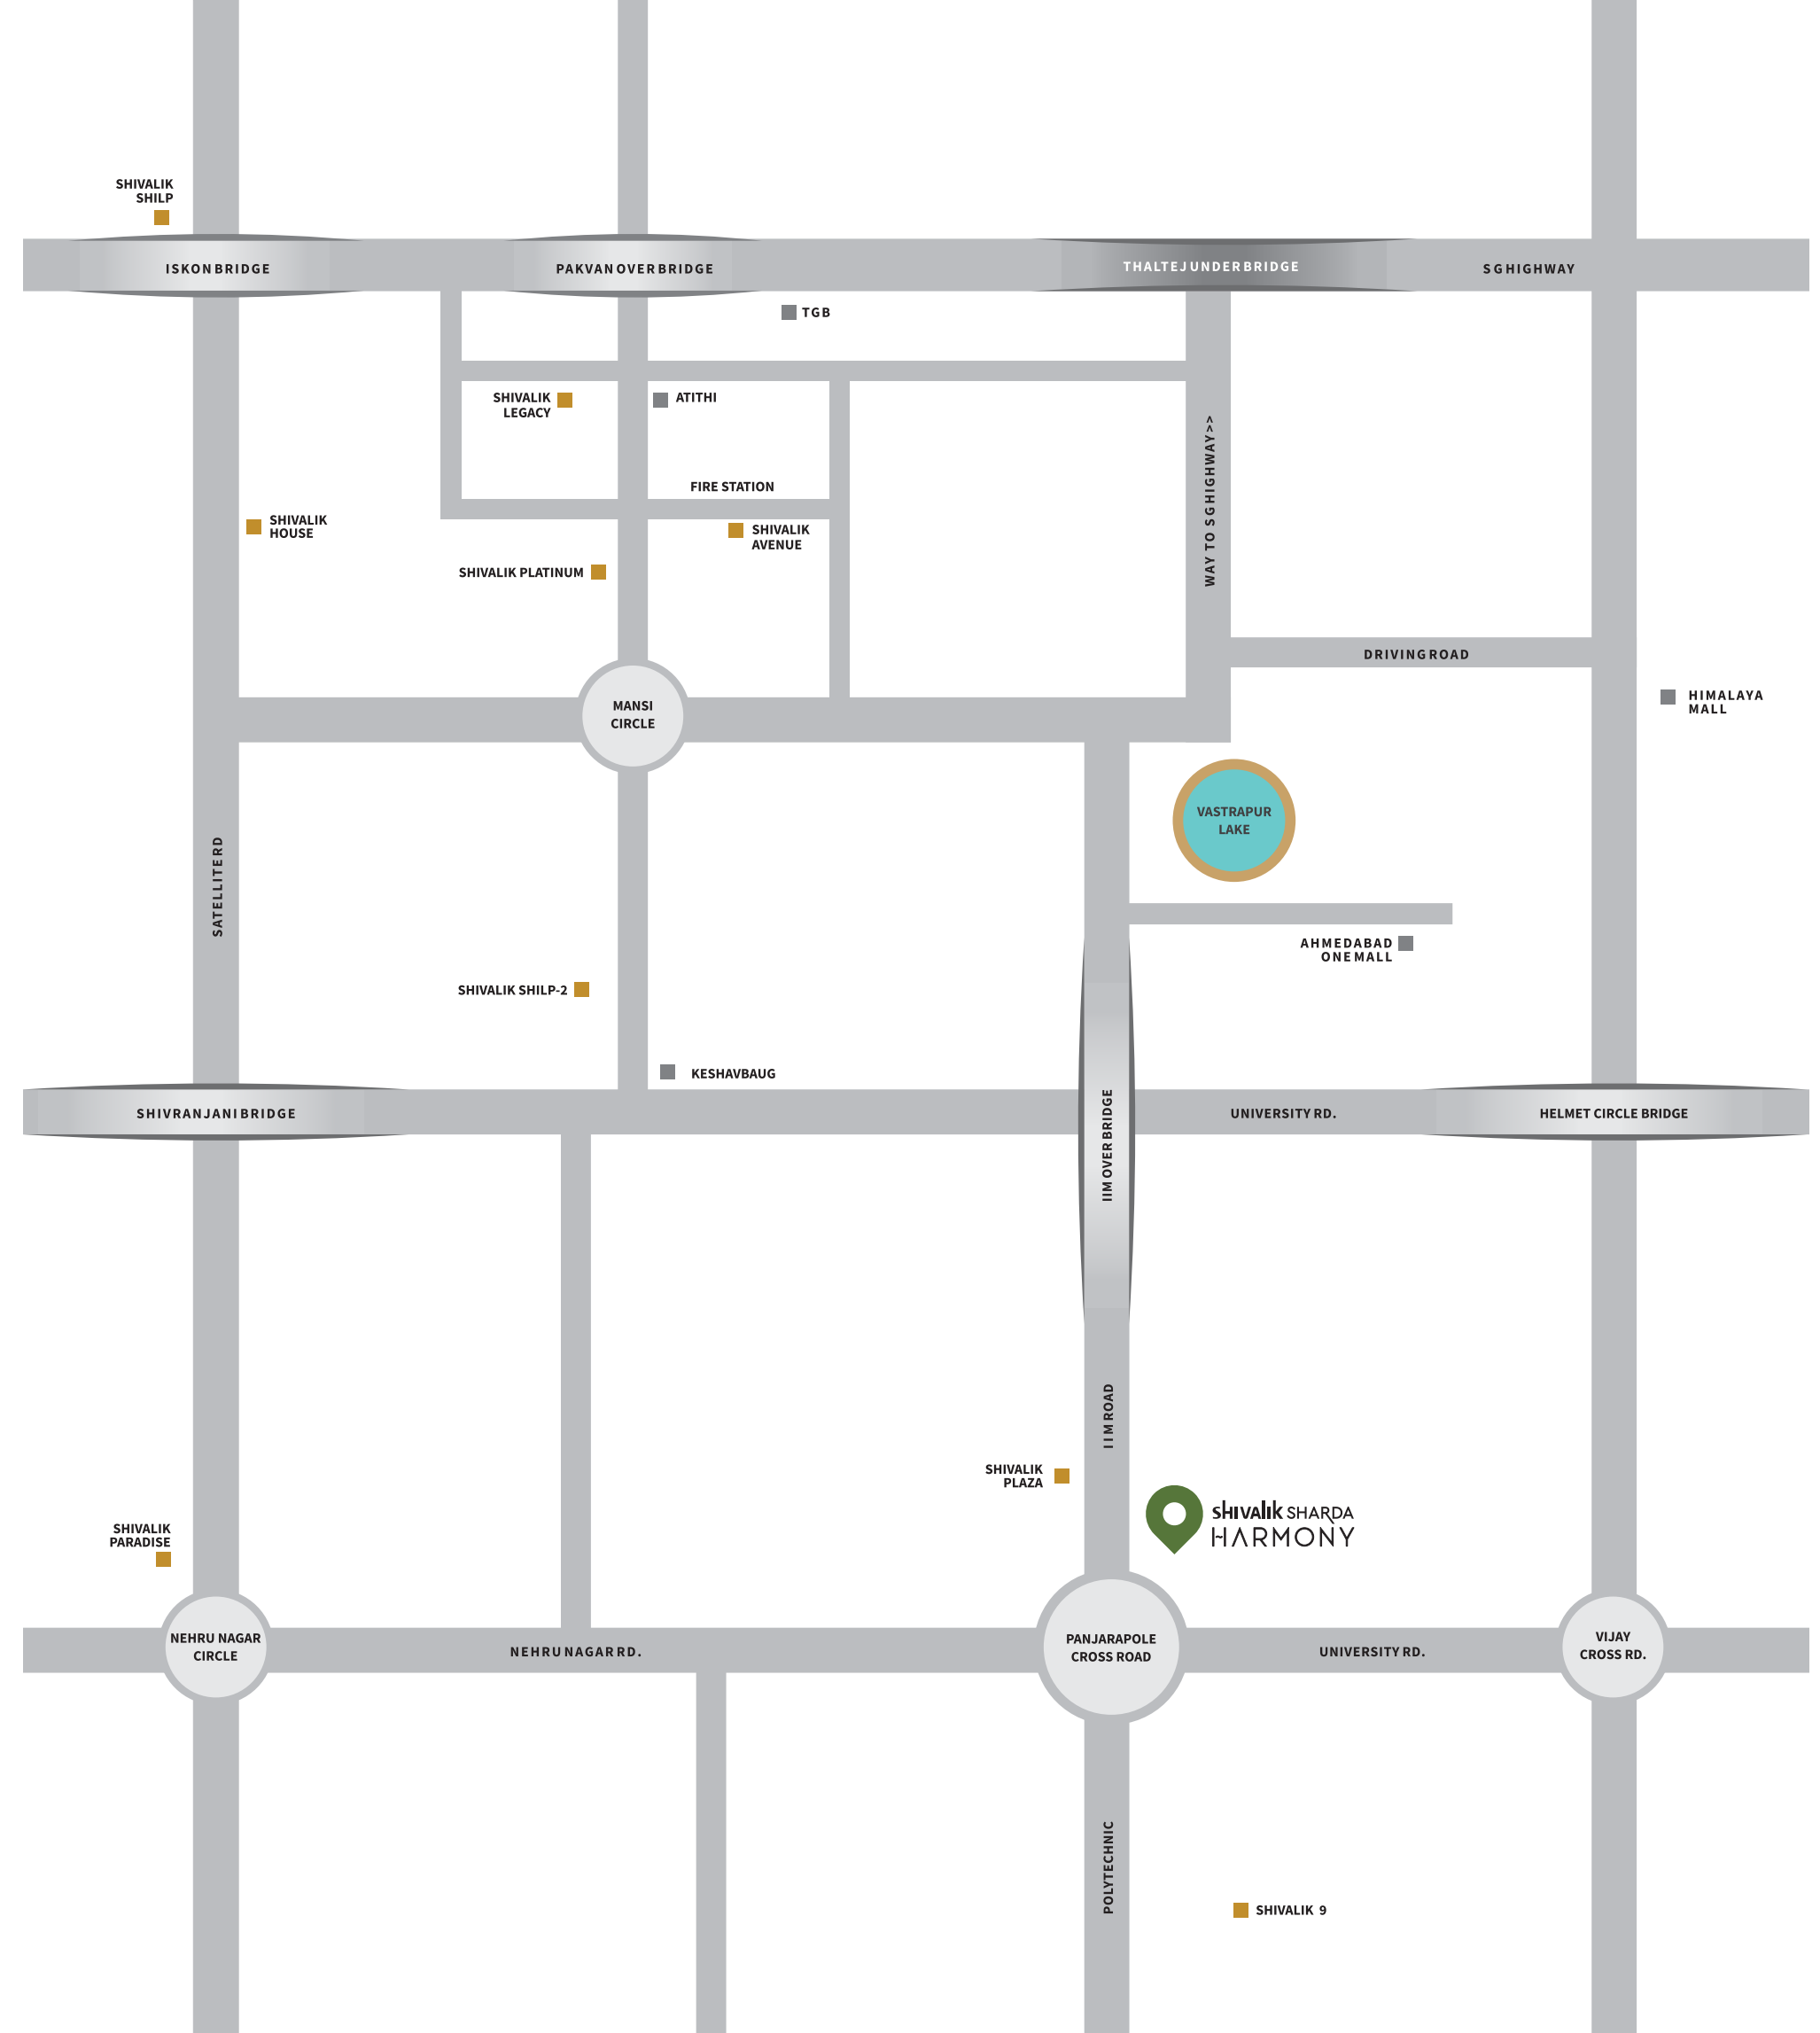 SHIVALIK
SHILP
ISKON BRIDGE
PAKVAN OVER BRIDGE
THALTEJ UNDER BRIDGE
S G HIGHWAY
TGB
SHIVALIK
LEGACY
ATITHI
WAY TO S G HIGHWAY >>
FIRE STATION
SHIVALIK
HOUSE
SHIVALIK
AVENUE
SHIVALIK PLATINUM
DRIVING ROAD
MANSI
CIRCLE
HIMALAYA
MALL
VASTRAPUR
LAKE
SATELLITE RD
AHMEDABAD
ONE MALL
SHIVALIK SHILP-2
KESHAVBAUG
SHIVRANJANI BRIDGE
IIM OVER BRIDGE
UNIVERSITY RD.
HELMET CIRCLE BRIDGE
I I M ROAD
SHIVALIK
PLAZA
SHIVALIK SHARDA
HARMONY
SHIVALIK
PARADISE
NEHRU NAGAR
CIRCLE
NEHRU NAGAR RD.
PANJARAPOLE
CROSS ROAD
UNIVERSITY RD.
VIJAY
CROSS RD.
POLYTECHNIC
SHIVALIK 9